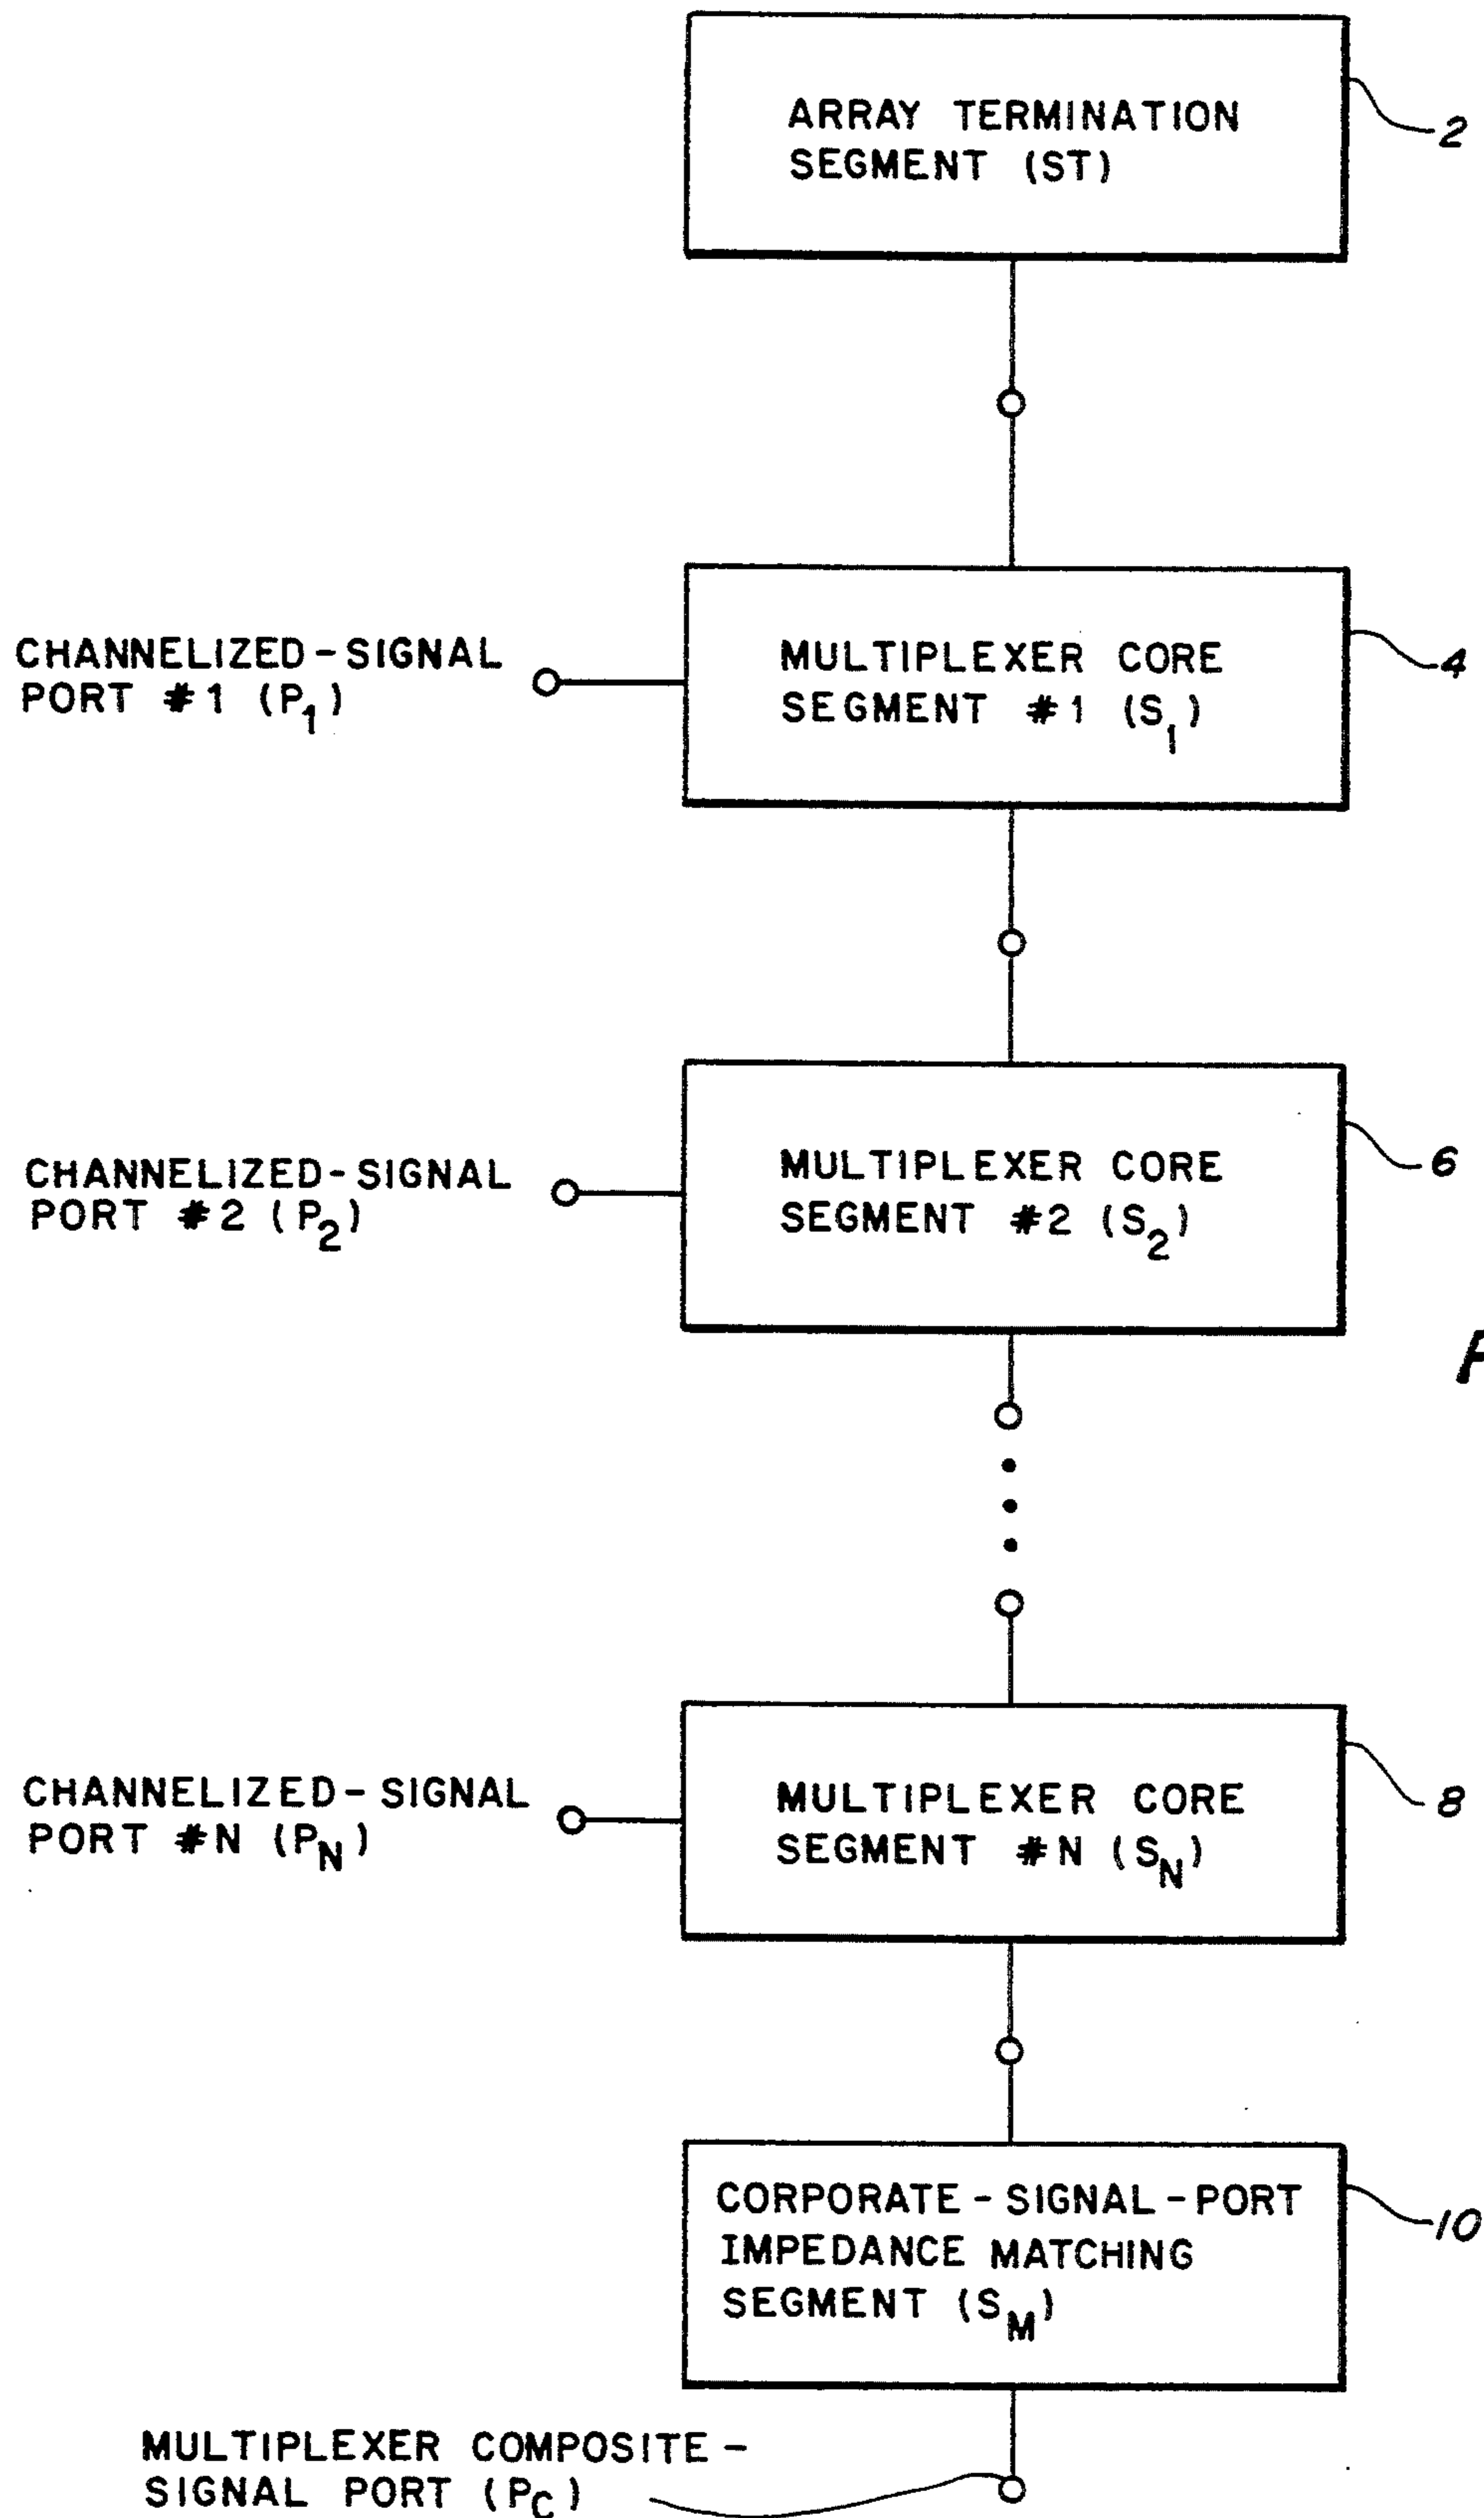 ARRAY TERMINATION
SEGMENT (ST)
2
CHANNELIZED-SIGNAL
PORT #1 (P1)
MULTIPLEXER CORE
SEGMENT #1 (S1)
4
CHANNELIZED-SIGNAL
PORT #2 (P2)
MULTIPLEXER CORE
SEGMENT #2 (S2)
6
CHANNELIZED-SIGNAL
PORT #N (PN)
MULTIPLEXER CORE
SEGMENT #N (SN)
8
CORPORATE-SIGNAL-PORT
IMPEDANCE MATCHING
SEGMENT (SM)
10
MULTIPLEXER COMPOSITE-
SIGNAL PORT (PC)